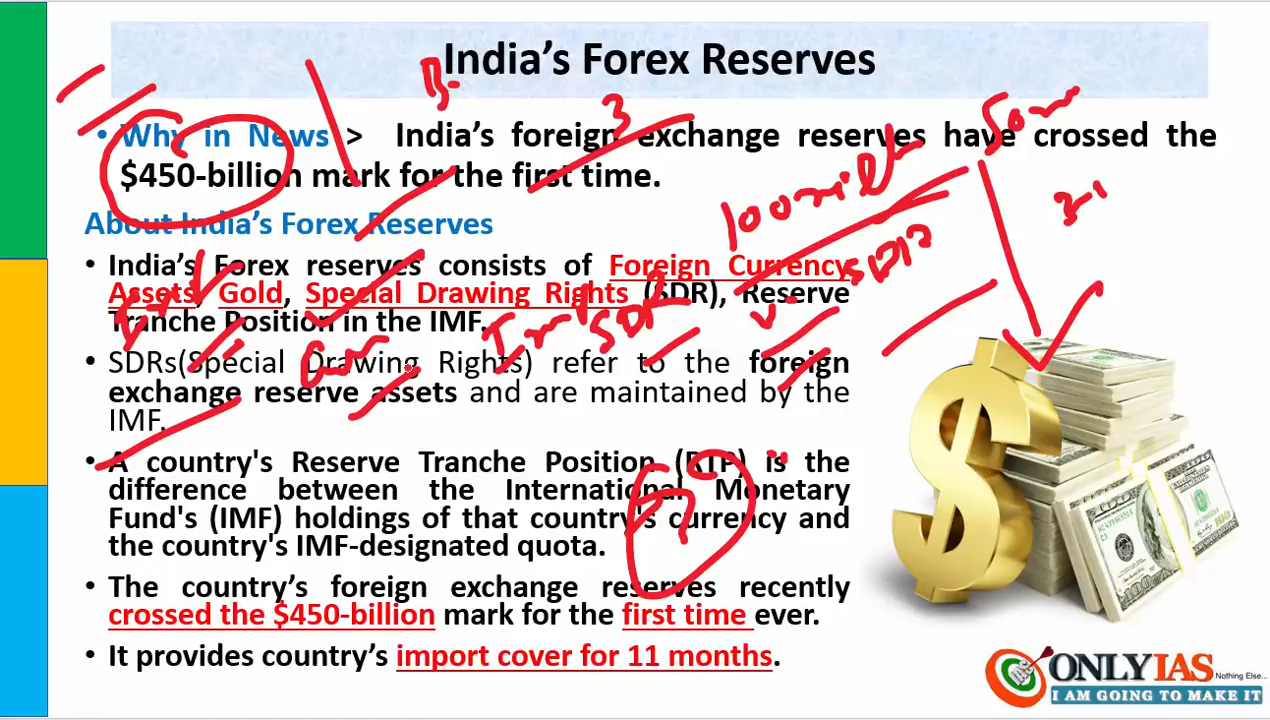 India's Forex Reserves
• Why in News > India's foreign exchange reserves have crossed the
$450-billion mark for the first time.
About India's Forex Reserves
• India's Forex reserves consists of Foreign Currency
Assets, Gold, Special Drawing Rights (SDR), Reserve
Tranche Position in the IMF.
• SDRs(Special Drawing Rights) refer to the foreign
exchange reserve assets and are maintained by the
IMF.
• A country's Reserve Tranche Position (RTP) is the
difference between the International Monetary
Fund's (IMF) holdings of that country's currency and
the country's IMF-designated quota.
• The country's foreign exchange reserves recently
crossed the $450-billion mark for the first time ever.
• It provides country's import cover for 11 months.
3
50m
100 mill
SDR
SDR
ONLYIAS
Nothing Else...
I AM GOING TO MAKE IT